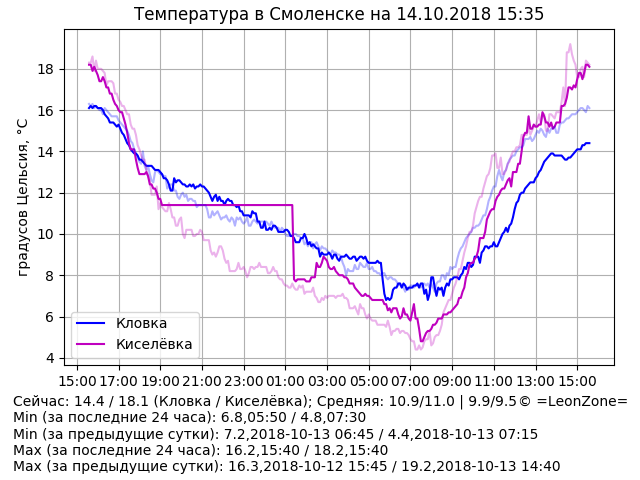 Температура в Смоленске на 14.10.2018 15:35
градусов Цельсия, °C
18
16
14
12
10
8
6
4
Кловка
Киселёвка
15:00 17:00 19:00 21:00 23:00 01:00 03:00 05:00 07:00 09:00 11:00 13:00 15:00
Сейчас: 14.4 / 18.1 (Кловка / Киселёвка); Средняя: 10.9/11.0 | 9.9/9.5© =LeonZone=
Min (за последние 24 часа): 6.8,05:50 / 4.8,07:30
Min (за предыдущие сутки): 7.2,2018-10-13 06:45 / 4.4,2018-10-13 07:15
Max (за последние 24 часа): 16.2,15:40 / 18.2,15:40
Max (за предыдущие сутки): 16.3,2018-10-12 15:45 / 19.2,2018-10-13 14:40